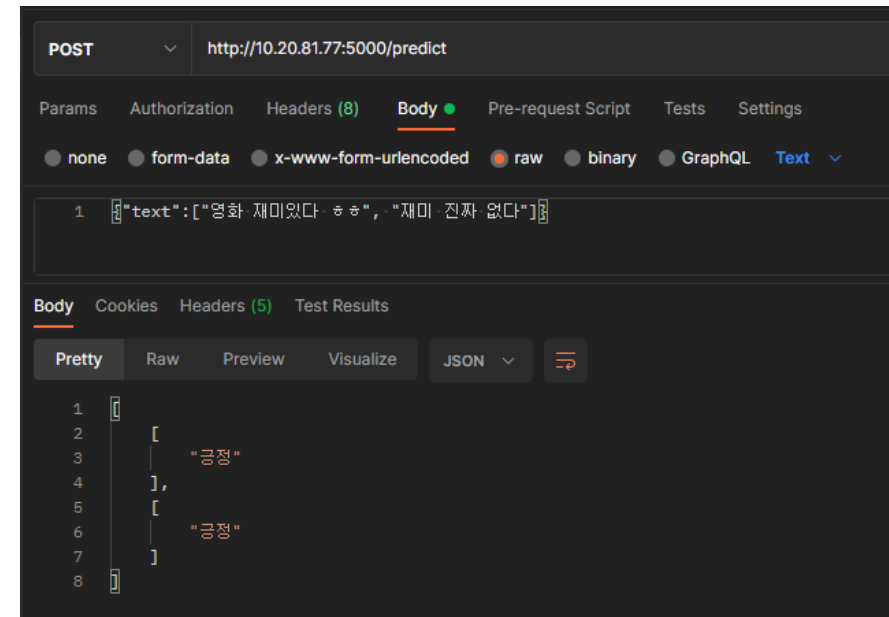 POST http://10.20.81.77:5000/predict
Params Authorization Headers (8) Body Pre-request Script Tests Settings
none form-data x-www-form-urlencoded raw binary GraphQL Text
1 {"text":["영화 재미있다 ㅎㅎ", "재미 진짜 없다"]}
Body Cookies Headers (5) Test Results
Pretty Raw Preview Visualize JSON
1 [
2 [
3 "긍정"
4 ],
5 [
6 "긍정"
7 ]
8 ]